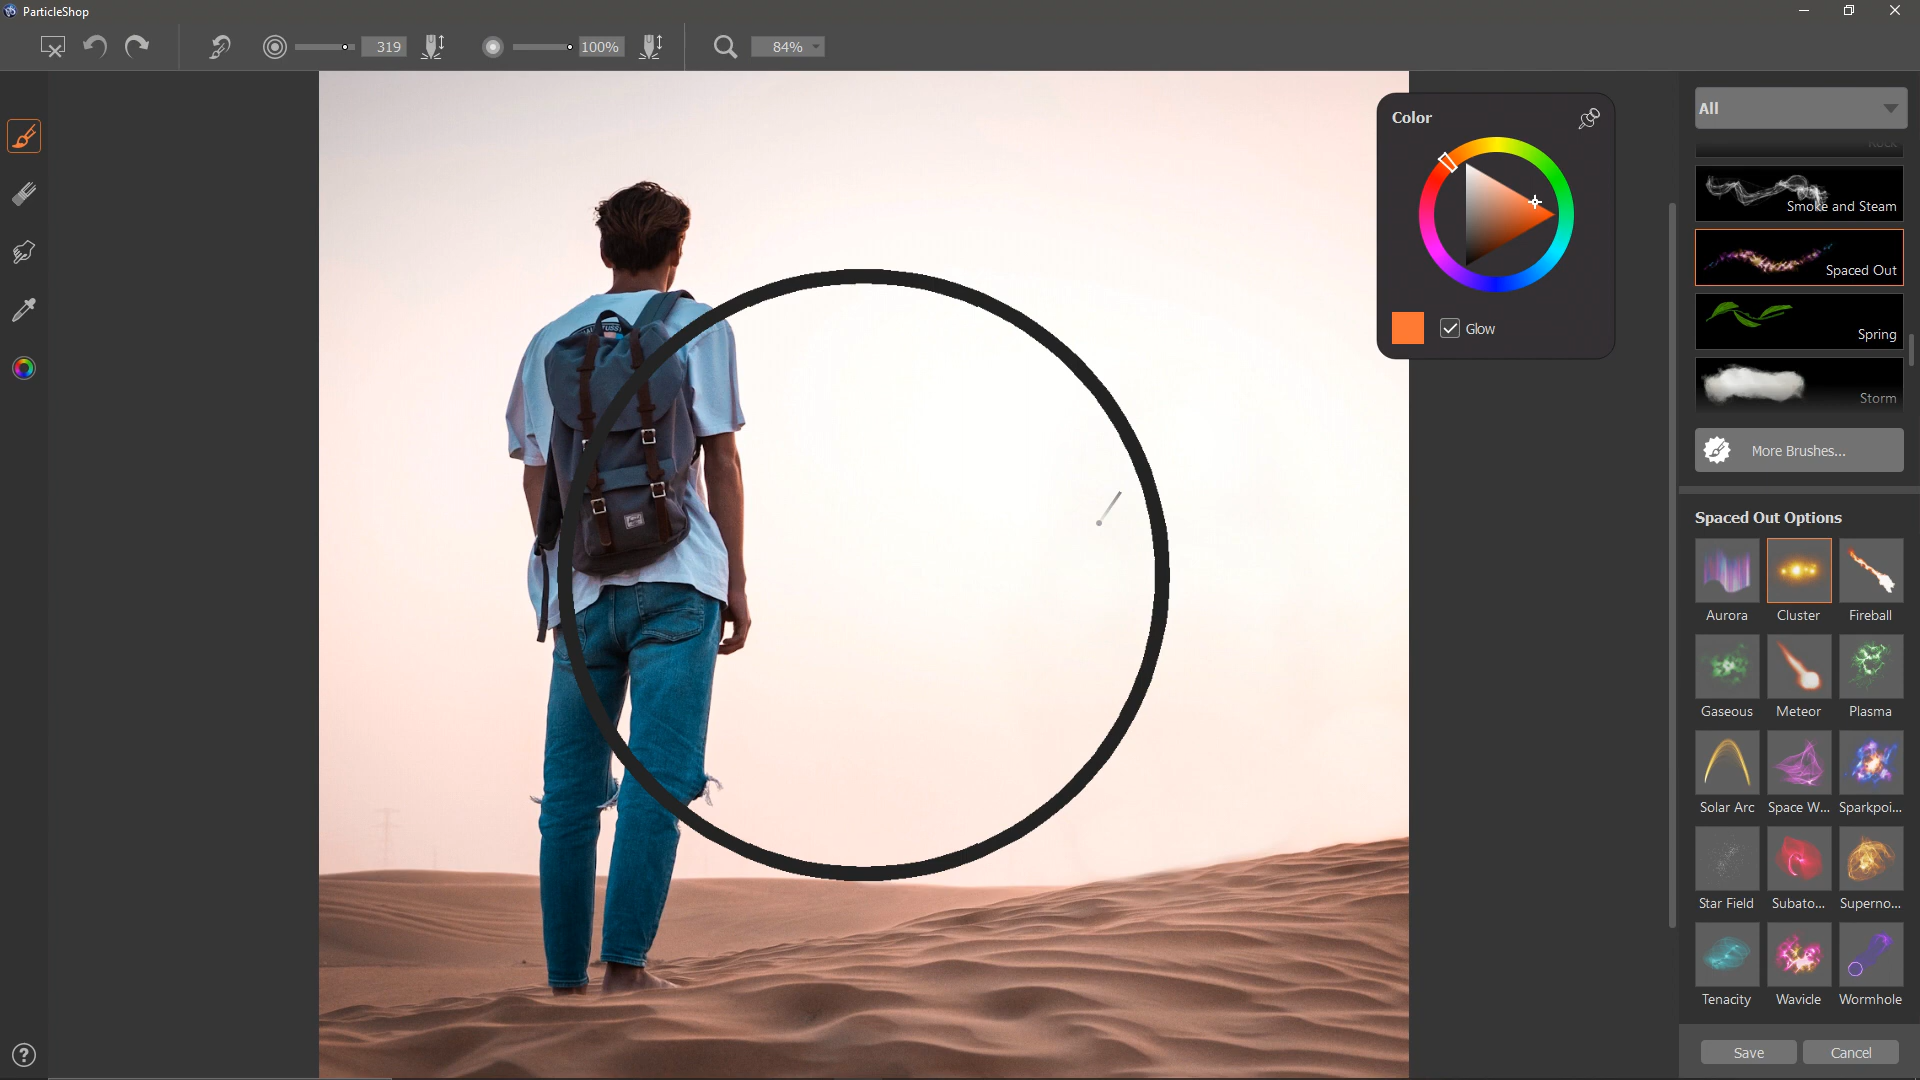 ParticleShop
319
100%
84%
Color
Glow
All
Rock
Smoke and Steam
Spaced Out
Spring
Storm
More Brushes...
Spaced Out Options
Aurora
Cluster
Fireball
Gaseous
Meteor
Plasma
Solar Arc
Space W...
Sparkpoi...
Star Field
Subato...
Superno...
Tenacity
Wavicle
Wormhole
Save
Cancel